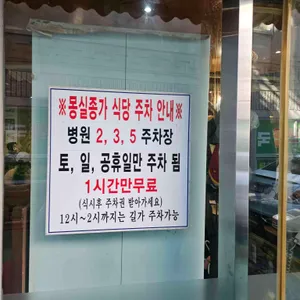 ※몽실종가 식당 주차 안내※
병원 2, 3, 5 주차장
토, 일, 공휴일만 주차 됨
1시간만무료
(식시후 주차권 받아가세요)
12시~2시까지는 길가 주차가능